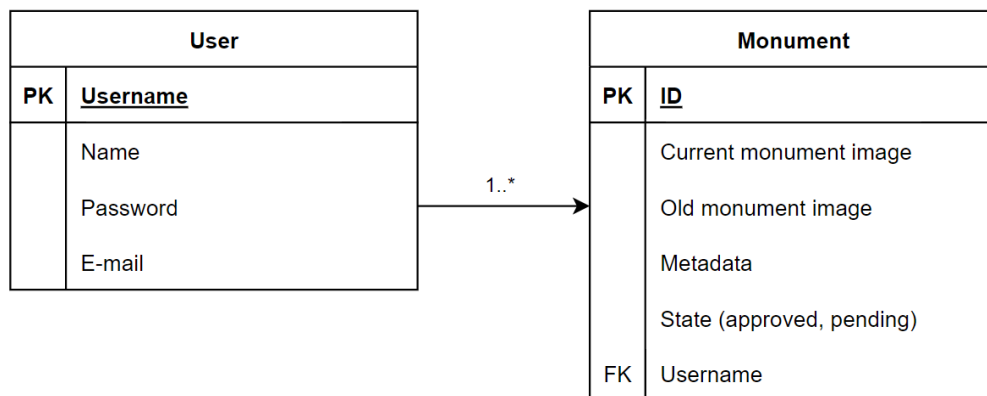 User
PK Username
Name
Password
E-mail
1..*
Monument
PK ID
Current monument image
Old monument image
Metadata
State (approved, pending)
FK Username